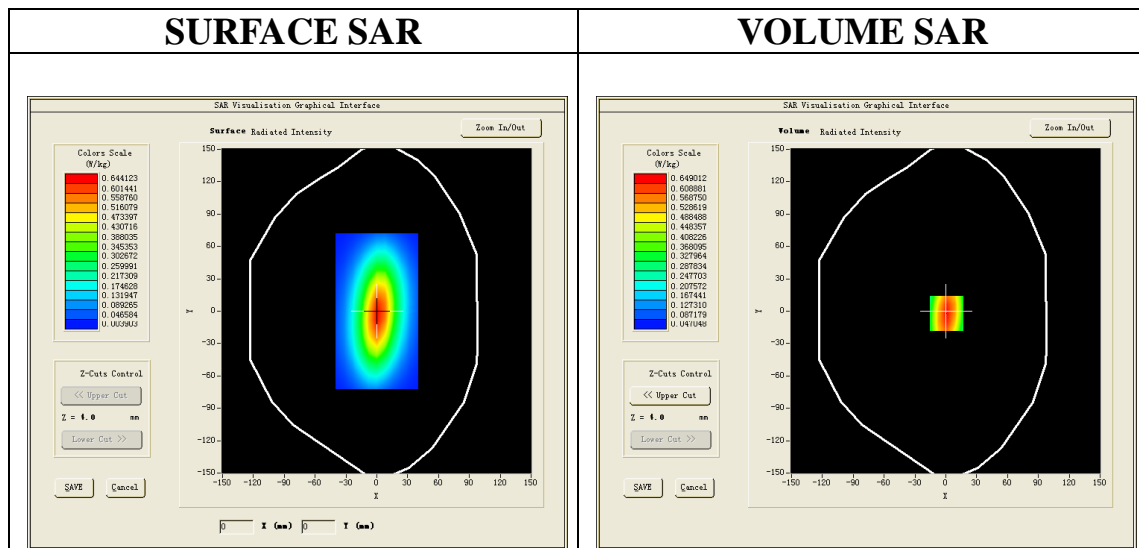 SURFACE SAR
VOLUME SAR
SAR Visualisation Graphical Interface
Surface Radiated Intensity
Zoom In/Out
Colors Scale
(W/kg)
0.644123
0.601441
0.558760
0.516079
0.473397
0.430716
0.388035
0.345353
0.302672
0.259991
0.217309
0.174628
0.131947
0.089265
0.046584
0.003903
150
120
90
60
30
0
-30
-60
-90
-120
-150
Y
-150 -120 -90 -60 -30 0 30 60 90 120 150
X
Z-Cuts Control
<< Upper Cut
Z = 4.0 mm
Lower Cut >>
SAVE Cancel
0 X (mm) 0 Y (mm)
SAR Visualisation Graphical Interface
Volume Radiated Intensity
Zoom In/Out
Colors Scale
(W/kg)
0.649012
0.608881
0.568750
0.528619
0.488488
0.448357
0.408226
0.368095
0.327964
0.287834
0.247703
0.207572
0.167441
0.127310
0.087179
0.047048
150
120
90
60
30
0
-30
-60
-90
-120
-150
Y
-150 -120 -90 -60 -30 0 30 60 90 120 150
X
Z-Cuts Control
<< Upper Cut
Z = 4.0 mm
Lower Cut >>
SAVE Cancel